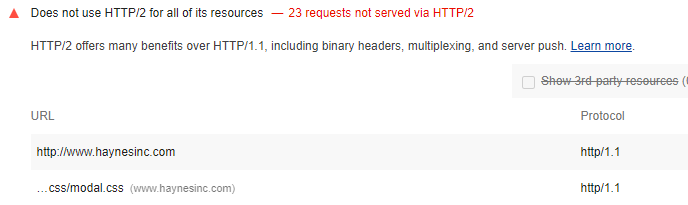 Does not use HTTP/2 for all of its resources — 23 requests not served via HTTP/2
HTTP/2 offers many benefits over HTTP/1.1, including binary headers, multiplexing, and server push. Learn more.
Show 3rd-party resources (
URL Protocol
http://www.haynesinc.com http/1.1
…css/modal.css (www.haynesinc.com) http/1.1